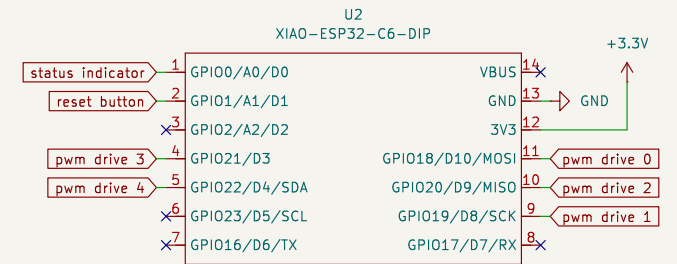 U2
XIAO-ESP32-C6-DIP
+3.3V
status indicator 1 GPIO0/A0/D0 VBUS 14
reset button 2 GPIO1/A1/D1 GND 13 GND
3 GPIO2/A2/D2 3V3 12
pwm drive 3 4 GPIO21/D3 GPIO18/D10/MOSI 11 pwm drive 0
pwm drive 4 5 GPIO22/D4/SDA GPIO20/D9/MISO 10 pwm drive 2
6 GPIO23/D5/SCL GPIO19/D8/SCK 9 pwm drive 1
7 GPIO16/D6/TX GPIO17/D7/RX 8